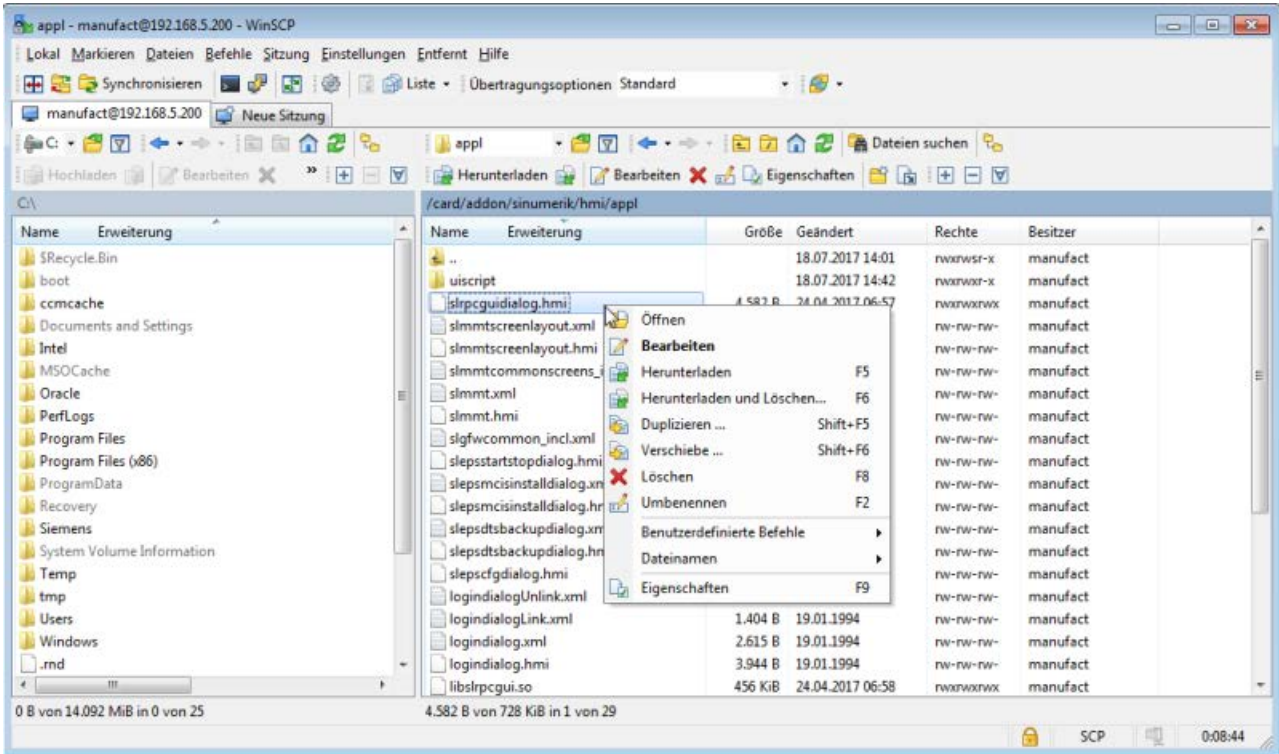 appl - manufact@192.168.5.200 - WinSCP
Lokal Markieren Dateien Befehle Sitzung Einstellungen Entfernt Hilfe
Synchronisieren Liste Übertragungsoptionen Standard
manufact@192.168.5.200 Neue Sitzung
C: appl Dateien suchen
Hochladen Bearbeiten » Herunterladen Bearbeiten Eigenschaften
C:\ /card/addon/sinumerik/hmi/appl
Name Erweiterung Name Erweiterung Größe Geändert Rechte Besitzer
$Recycle.Bin .. 18.07.2017 14:01 rwxrwsr-x manufact
boot uiscript 18.07.2017 14:42 rwxrwxr-x manufact
ccmcache slrpcguidialog.hmi 4.582 B 24.04.2017 06:57 rwxrwxrwx manufact
Documents and Settings slmmtscreenlayout.xml Öffnen rw-rw-rw- manufact
Intel slmmtscreenlayout.hmi Bearbeiten rw-rw-rw- manufact
MSOCache slmmtcommonscreens_i Herunterladen F5 rw-rw-rw- manufact
Oracle slmmt.xml Herunterladen und Löschen... F6 rw-rw-rw- manufact
PerfLogs slmmt.hmi Duplizieren ... Shift+F5 rw-rw-rw- manufact
Program Files slgfwcommon_incl.xml Verschiebe ... Shift+F6 rw-rw-rw- manufact
Program Files (x86) slepsstartstopdialog.hmi Löschen F8 rw-rw-rw- manufact
ProgramData slepsmcisinstalldialog.xm rw-rw-rw- manufact
Recovery slepsmcisinstalldialog.hr Umbenennen F2 rw-rw-rw- manufact
Siemens slepsdtsbackupdialog.xm Benutzerdefinierte Befehle rw-rw-rw- manufact
System Volume Information slepsdtsbackupdialog.hn Dateinamen rw-rw-rw- manufact
Temp slepscfgdialog.hmi Eigenschaften F9 rw-rw-rw- manufact
tmp logindialogUnlink.xml rw-rw-rw- manufact
Users logindialogLink.xml 1.404 B 19.01.1994 rw-rw-rw- manufact
Windows logindialog.xml 2.615 B 19.01.1994 rw-rw-rw- manufact
.rnd logindialog.hmi 3.944 B 19.01.1994 rw-rw-rw- manufact
libslrpcgui.so 456 KiB 24.04.2017 06:58 rwxrwxrwx manufact
0 B von 14.092 MiB in 0 von 25 4.582 B von 728 KiB in 1 von 29
SCP 0:08:44